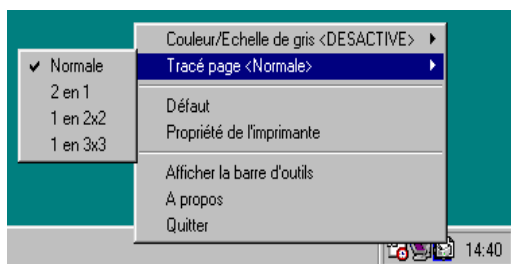 Couleur/Echelle de gris <DESACTIVE>
Tracé page <Normale>
Normale
2 en 1
1 en 2x2
1 en 3x3
Défaut
Propriété de l'imprimante
Afficher la barre d'outils
A propos
Quitter
14:40